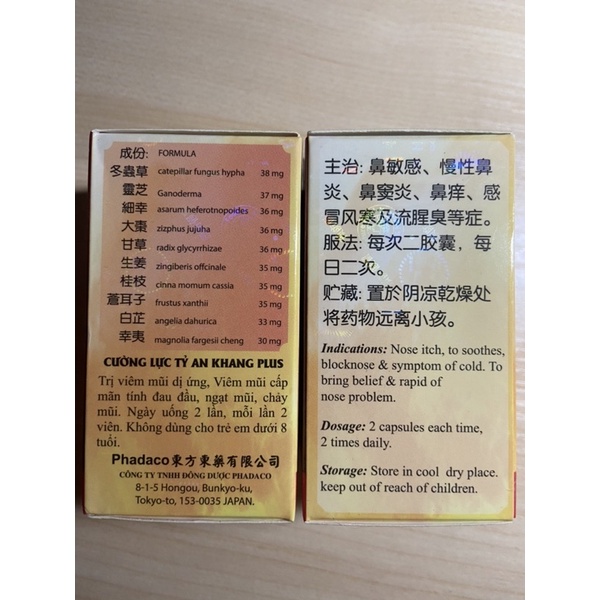 成份: FORMULA
冬蟲草 catepillar fungus hypha 38 mg
靈芝 Ganoderma 37 mg
細幸 asarum heferotnopoides 36 mg
大棗 zizphus jujuha 36 mg
甘草 radix glycyrrhizae 36 mg
生姜 zingiberis offcinale 35 mg
桂枝 cinna momum cassia 35 mg
蒼耳子 frustus xanthii 35 mg
白芷 angelia dahurica 33 mg
幸夷 magnolia fargesii cheng 30 mg
CƯỜNG LỰC TỶ AN KHANG PLUS
Trị viêm mũi dị ứng, Viêm mũi cấp
mãn tính đau đầu, ngạt mũi, chảy
mũi. Ngày uống 2 lần, mỗi lần 2
viên. Không dùng cho trẻ em dưới 8
tuổi.
Phadaco東方東藥有限公司
CÔNG TY TNHH ĐÔNG DƯỢC PHADACO
8-1-5 Hongou, Bunkyo-ku,
Tokyo-to, 153-0035 JAPAN.
主治: 鼻敏感、慢性鼻
炎、鼻窦炎、鼻痒、感
冒风寒及流腥臭等症。
服法: 每次二胶囊，每
日二次。
贮藏: 置於阴凉乾燥处
将药物远离小孩。
Indications: Nose itch, to soothes,
blocknose & symptom of cold. To
bring belief & rapid of
nose problem.
Dosage: 2 capsules each time,
2 times daily.
Storage: Store in cool dry place.
keep out of reach of children.